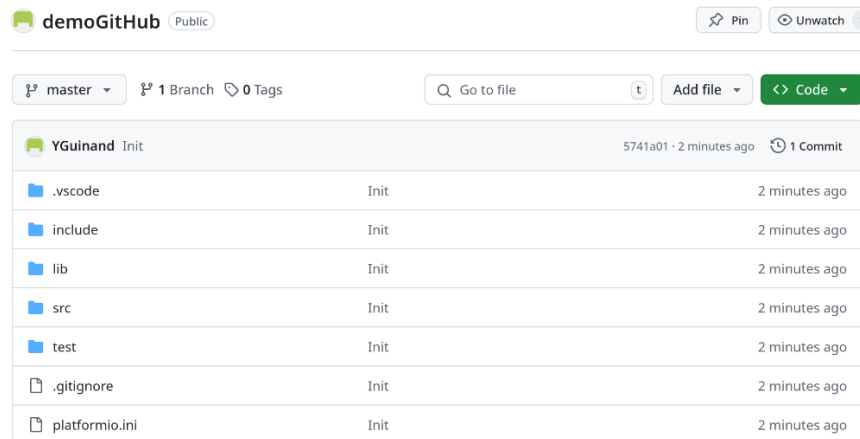 demoGitHub Public Pin Unwatch
master 1 Branch 0 Tags Go to file t Add file Code
YGuinand Init 5741a01 · 2 minutes ago 1 Commit
.vscode Init 2 minutes ago
include Init 2 minutes ago
lib Init 2 minutes ago
src Init 2 minutes ago
test Init 2 minutes ago
.gitignore Init 2 minutes ago
platformio.ini Init 2 minutes ago